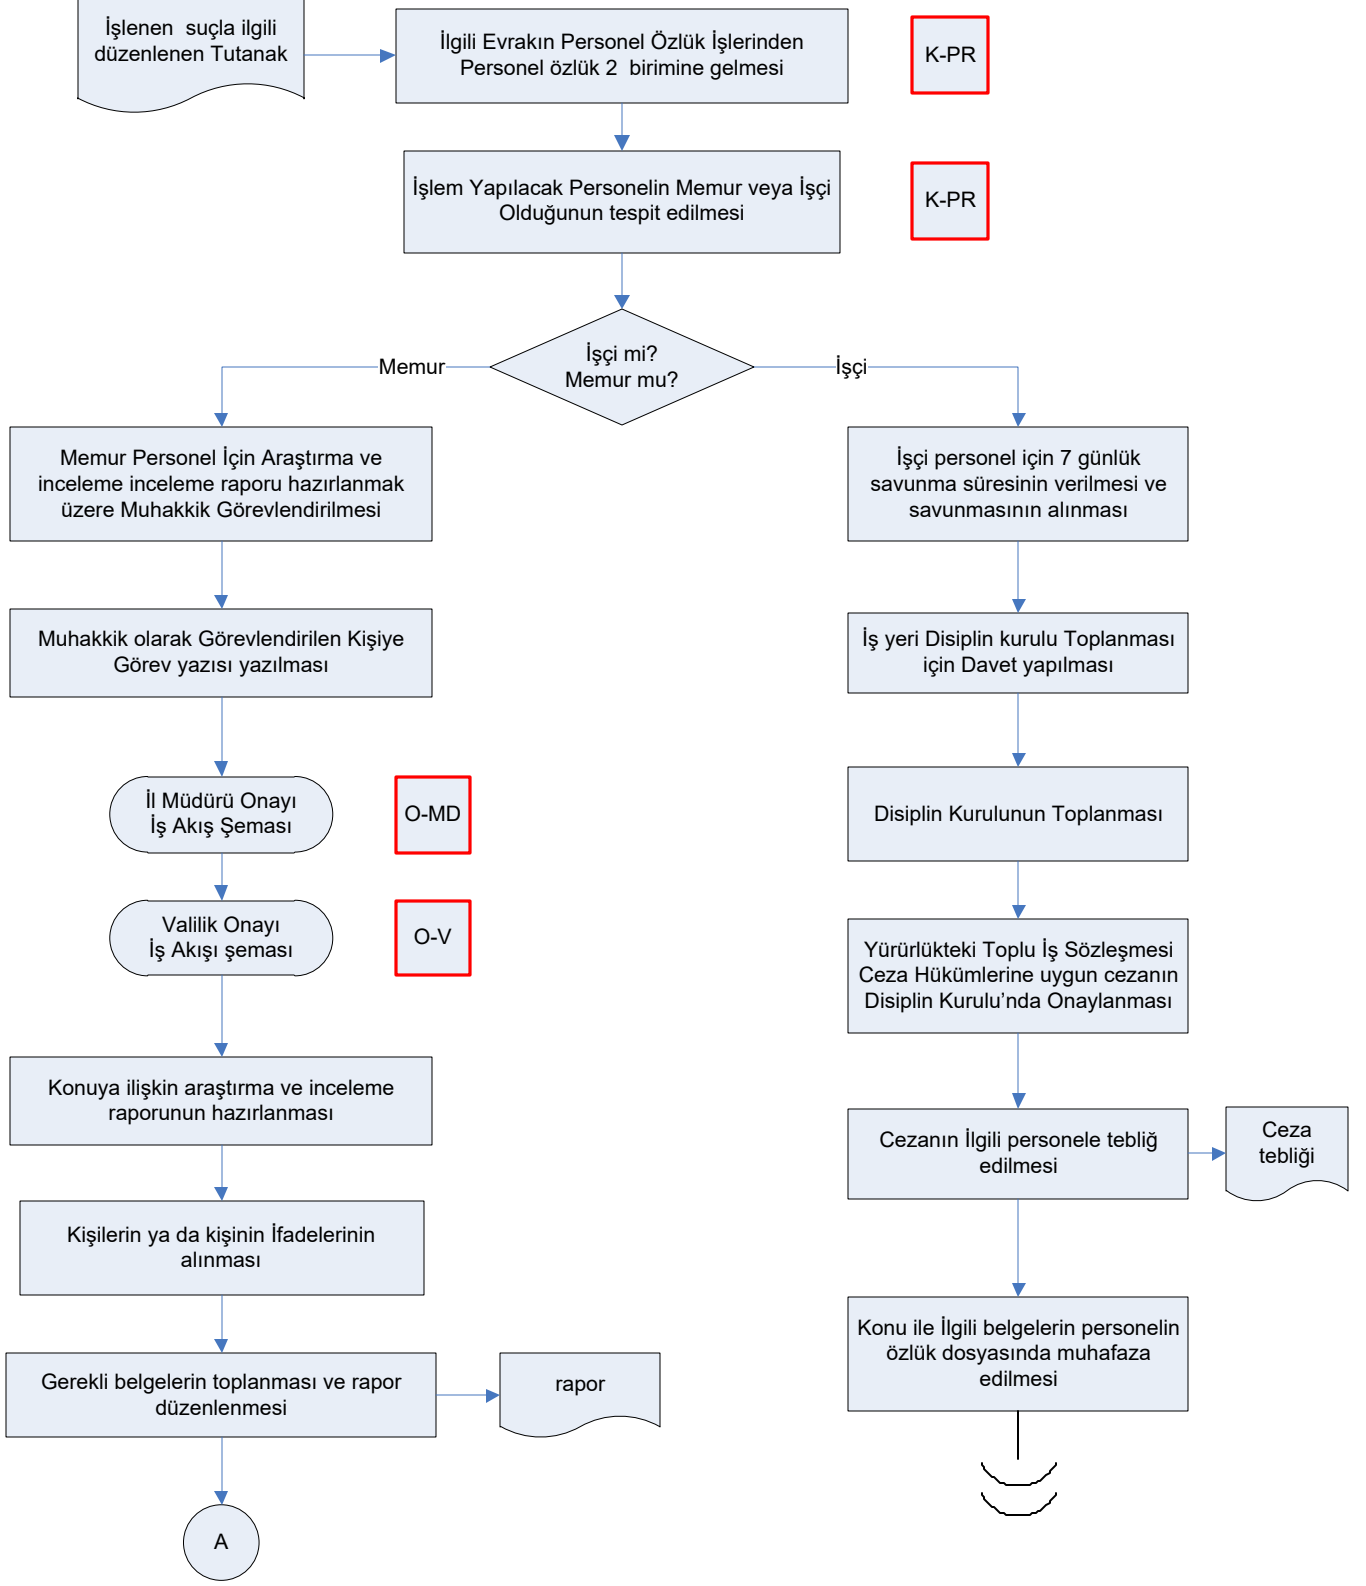 İşlenen  suçla ilgili
düzenlenen Tutanak
İlgili Evrakın Personel Özlük İşlerinden
Personel özlük 2  birimine gelmesi
K-PR
İşlem Yapılacak Personelin Memur veya İşçi
Olduğunun tespit edilmesi
K-PR
İşçi mi?
Memur mu?
Memur
İşçi
Memur Personel İçin Araştırma ve
inceleme inceleme raporu hazırlanmak
üzere Muhakkik Görevlendirilmesi
Muhakkik olarak Görevlendirilen Kişiye
Görev yazısı yazılması
İl Müdürü Onayı
İş Akış Şeması
O-MD
Valilik Onayı
İş Akışı şeması
O-V
Konuya ilişkin araştırma ve inceleme
raporunun hazırlanması
Kişilerin ya da kişinin İfadelerinin
alınması
Gerekli belgelerin toplanması ve rapor
düzenlenmesi
rapor
A
İşçi personel için 7 günlük
savunma süresinin verilmesi ve
savunmasının alınması
İş yeri Disiplin kurulu Toplanması
için Davet yapılması
Disiplin Kurulunun Toplanması
Yürürlükteki Toplu İş Sözleşmesi
Ceza Hükümlerine uygun cezanın
Disiplin Kurulu’nda Onaylanması
Cezanın İlgili personele tebliğ
edilmesi
Ceza
tebliği
Konu ile İlgili belgelerin personelin
özlük dosyasında muhafaza
edilmesi